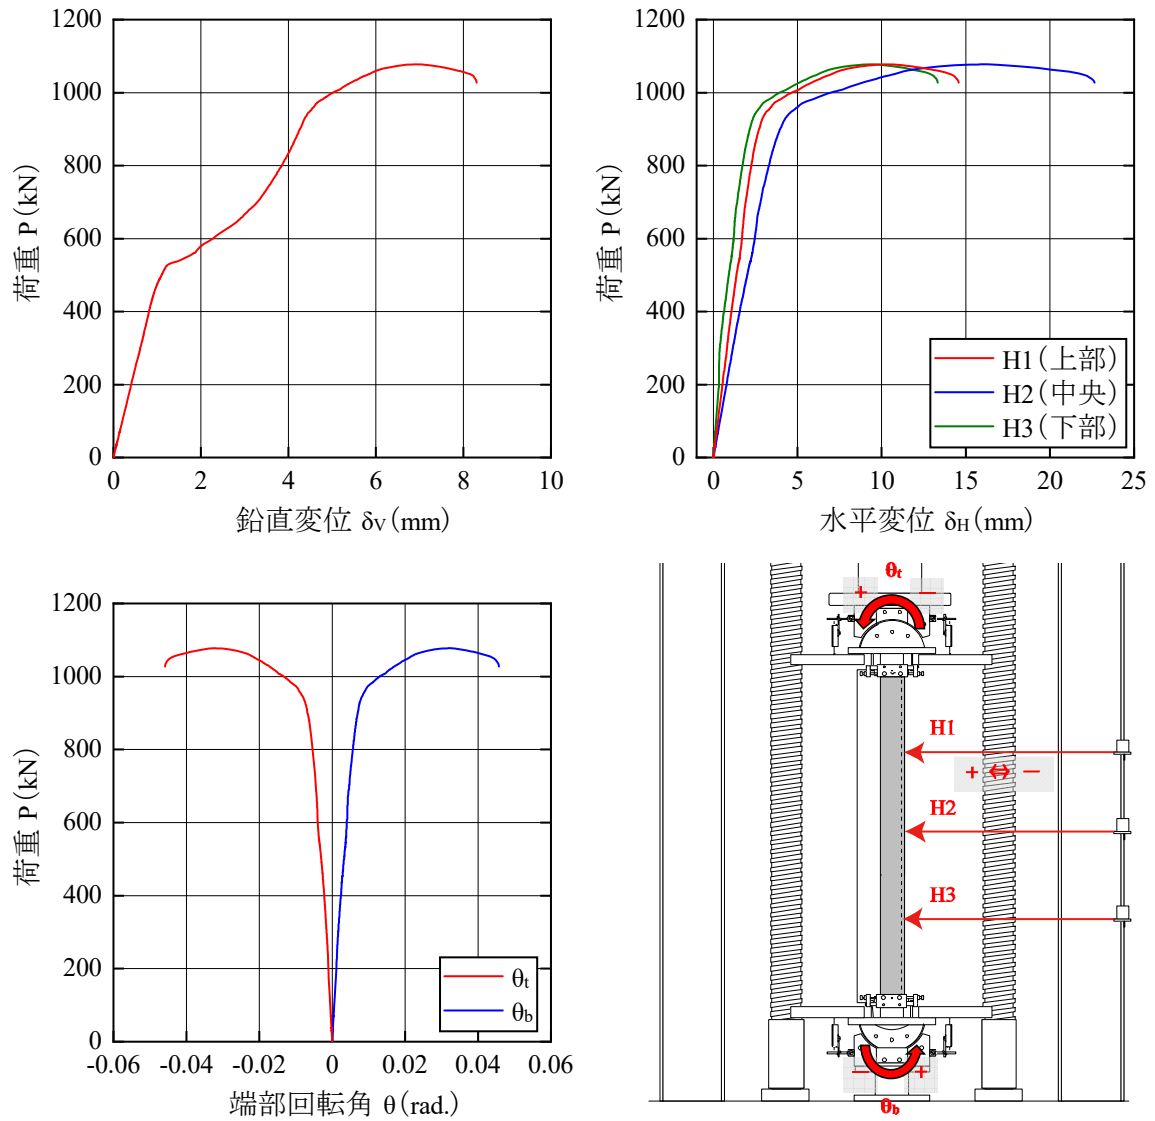 1200
1000
800
600
400
200
0
0
2
4
6
8
10
荷重 P(kN)
鉛直変位 δV(mm)
1200
1000
800
600
400
200
0
0
5
10
15
20
25
荷重 P(kN)
水平変位 δH(mm)
H1(上部)
H2(中央)
H3(下部)
1200
1000
800
600
400
200
0
-0.06
-0.04
-0.02
0
0.02
0.04
0.06
荷重 P(kN)
端部回転角 θ(rad.)
θt
θb
θt
+ −
H1
+ ⇔ −
H2
H3
− +
θb